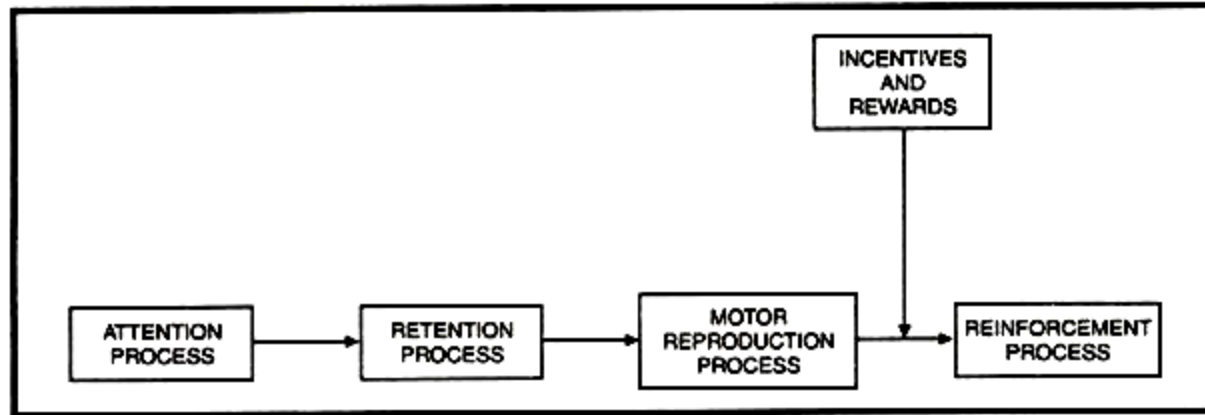 INCENTIVES
AND
REWARDS
ATTENTION
PROCESS
RETENTION
PROCESS
MOTOR
REPRODUCTION
PROCESS
REINFORCEMENT
PROCESS